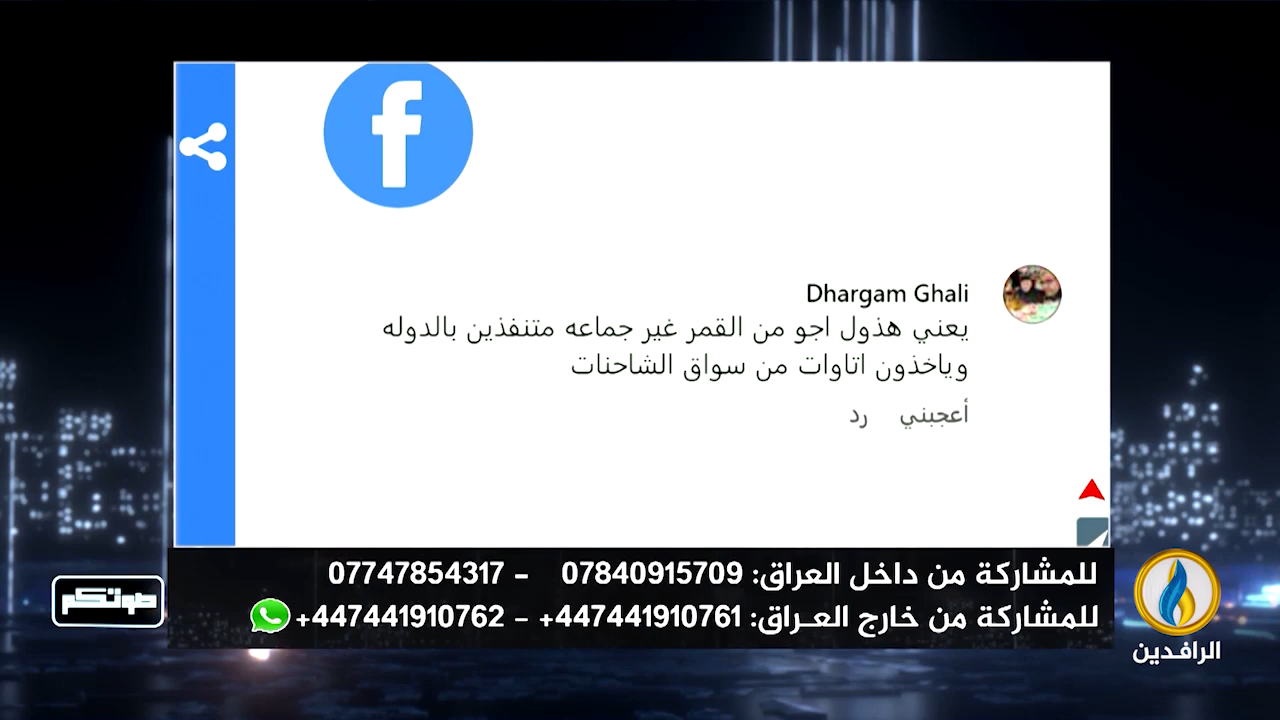 Dhargam Ghali
يعني هذول اجو من القمر غير جماعه متنفذين بالدوله
وياخذون اتاوات من سواق الشاحنات
أعجبني رد
للمشاركة من داخل العراق: 07840915709 - 07747854317
للمشاركة من خارج العـراق: 447441910761+ - 447441910762+
صوتكم
الرافـدين